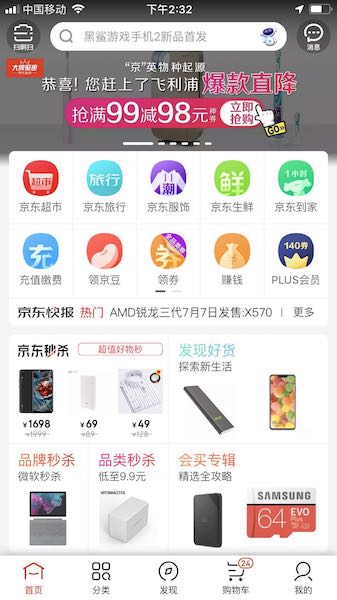 中国移动 下午2:32
扫啊扫
黑鲨游戏手机2新品首发
消息
大牌钜惠
“京”英物种起源
恭喜!您赶上了飞利浦爆款直降
抢满99减98元神券
立即抢购
GO>>
超市 旅行 11潮 鲜 1小时
京东超市 京东旅行 京东服饰 京东生鲜 京东到家
充 全品类券 券 140券
充值缴费 领京豆 领券 赚钱 PLUS会员
京东快报 热门 AMD锐龙三代7月7日发售:X570 更多
京东秒杀 超值好物秒
¥1698 ¥69 ¥49
¥1999 ¥89 ¥128
发现好货
探索新生活
品牌秒杀
微软秒杀
品类秒杀
低至9.9元
会买专辑
精选全攻略
SAMSUNG
64 EVO Plus
24
首页 分类 发现 购物车 我的